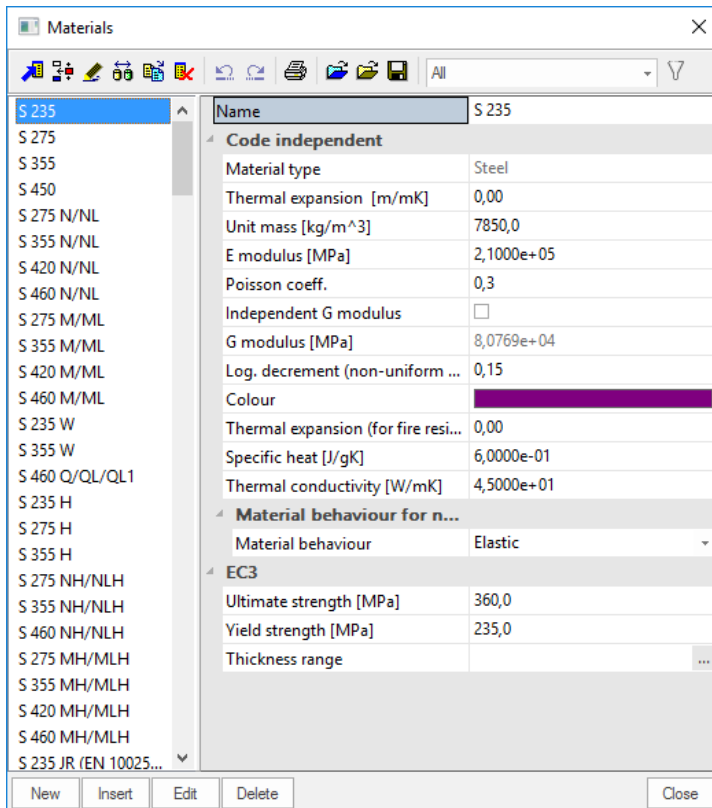 Materials
All
S 235
S 275
S 355
S 450
S 275 N/NL
S 355 N/NL
S 420 N/NL
S 460 N/NL
S 275 M/ML
S 355 M/ML
S 420 M/ML
S 460 M/ML
S 235 W
S 355 W
S 460 Q/QL/QL1
S 235 H
S 275 H
S 355 H
S 275 NH/NLH
S 355 NH/NLH
S 460 NH/NLH
S 275 MH/MLH
S 355 MH/MLH
S 420 MH/MLH
S 460 MH/MLH
S 235 JR (EN 10025...
Name S 235
Code independent
Material type Steel
Thermal expansion [m/mK] 0,00
Unit mass [kg/m^3] 7850,0
E modulus [MPa] 2,1000e+05
Poisson coeff. 0,3
Independent G modulus
G modulus [MPa] 8,0769e+04
Log. decrement (non-uniform ... 0,15
Colour
Thermal expansion (for fire resi... 0,00
Specific heat [J/gK] 6,0000e-01
Thermal conductivity [W/mK] 4,5000e+01
Material behaviour for n...
Material behaviour Elastic
EC3
Ultimate strength [MPa] 360,0
Yield strength [MPa] 235,0
Thickness range ...
New Insert Edit Delete Close